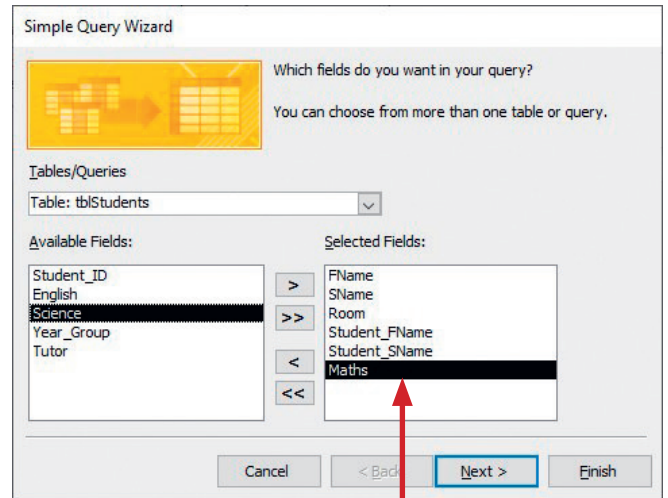 Simple Query Wizard
Which fields do you want in your query?
You can choose from more than one table or query.
Tables/Queries
Table: tblStudents
Available Fields:
Selected Fields:
Student_ID
English
Science
Year_Group
Tutor
>
>>
<
<<
FName
SName
Room
Student_FName
Student_SName
Maths
Cancel
< Back
Next >
Finish